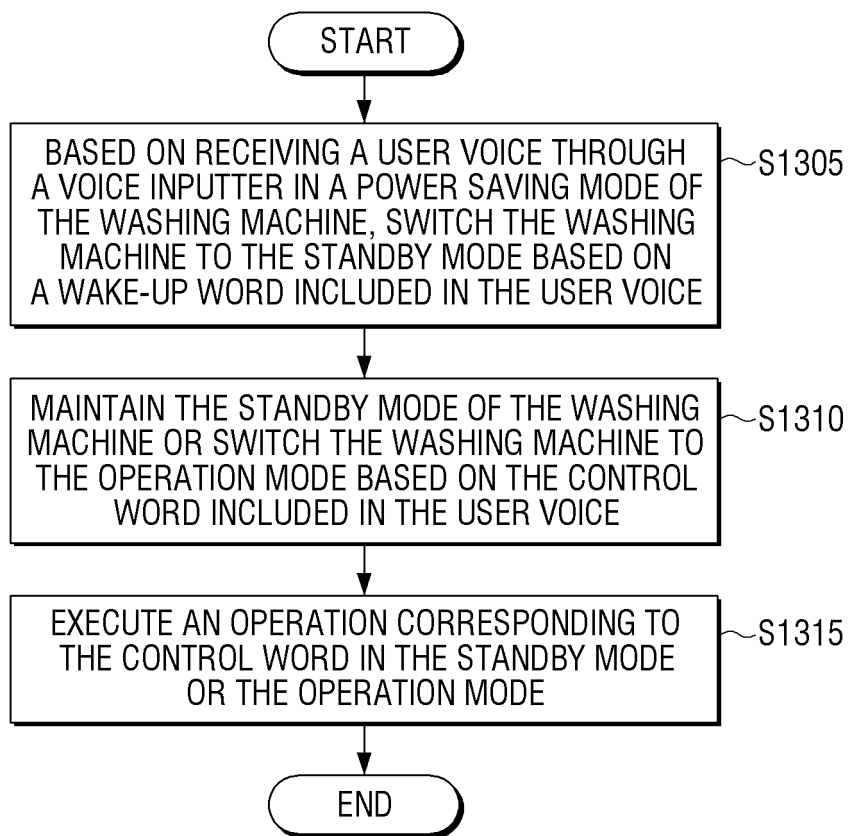 START
BASED ON RECEIVING A USER VOICE THROUGH
A VOICE INPUTTER IN A POWER SAVING MODE OF
THE WASHING MACHINE, SWITCH THE WASHING
MACHINE TO THE STANDBY MODE BASED ON
A WAKE-UP WORD INCLUDED IN THE USER VOICE
S1305
MAINTAIN THE STANDBY MODE OF THE WASHING
MACHINE OR SWITCH THE WASHING MACHINE TO
THE OPERATION MODE BASED ON THE CONTROL
WORD INCLUDED IN THE USER VOICE
S1310
EXECUTE AN OPERATION CORRESPONDING TO
THE CONTROL WORD IN THE STANDBY MODE
OR THE OPERATION MODE
S1315
END